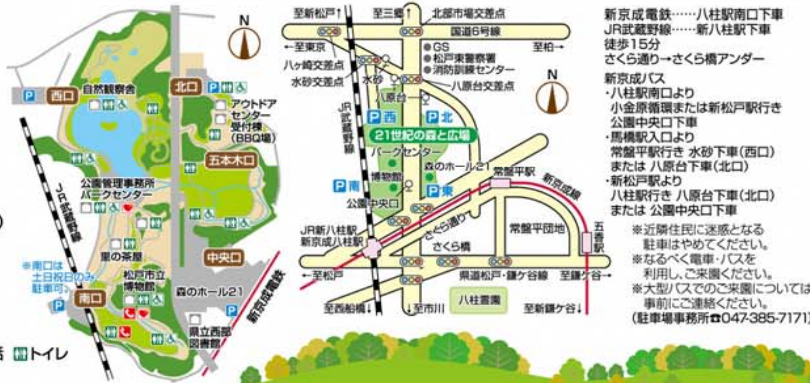 西口
自然観察舎
北口
アウトドア
センター
受付棟
(BBQ場)
五本木口
公園管理事務所
パークセンター
JR武蔵野線
里の茶屋
中央口
※南口は
土日祝日のみ
駐車可。
松戸市立
博物館
森のホール21
南口
県立西部
図書館
新京成電鉄
トイレ
至新松戸↑
至三郷↑
北部市場交差点
国道6号線
←至東京
至柏→
八ヶ崎交差点
GS
松戸東警察署
消防訓練センター
水砂交差点
水砂
八原台交差点
八原台
JR武蔵野線
P西
P北
21世紀の森と広場
パークセンター
博物館
森のホール21
P南
P東
公園中央口
常盤平駅
新京成線
さくら通り
JR新八柱駅
新京成八柱駅
さくら橋
常盤平団地
五香駅
←至松戸
県道松戸・鎌ケ谷線
至鎌ケ谷→
八柱霊園
至西船橋↓
↓至市川
至新鎌ケ谷↓
新京成電鉄……八柱駅南口下車
JR武蔵野線……新八柱駅下車
徒歩15分
さくら通り→さくら橋アンダー
新京成バス
・八柱駅南口より
小金原循環または新松戸駅行き
公園中央口下車
・馬橋駅入口より
常盤平駅行き 水砂下車(西口)
または 八原台下車(北口)
・新松戸駅より
八柱駅行き 八原台下車(北口)
または 公園中央口下車
※近隣住民に迷惑となる
駐車はやめてください。
※なるべく電車・バスを
利用し、ご来園ください。
※大型バスでのご来園については
事前にご連絡ください。
(駐車場事務所☎047-385-7171)